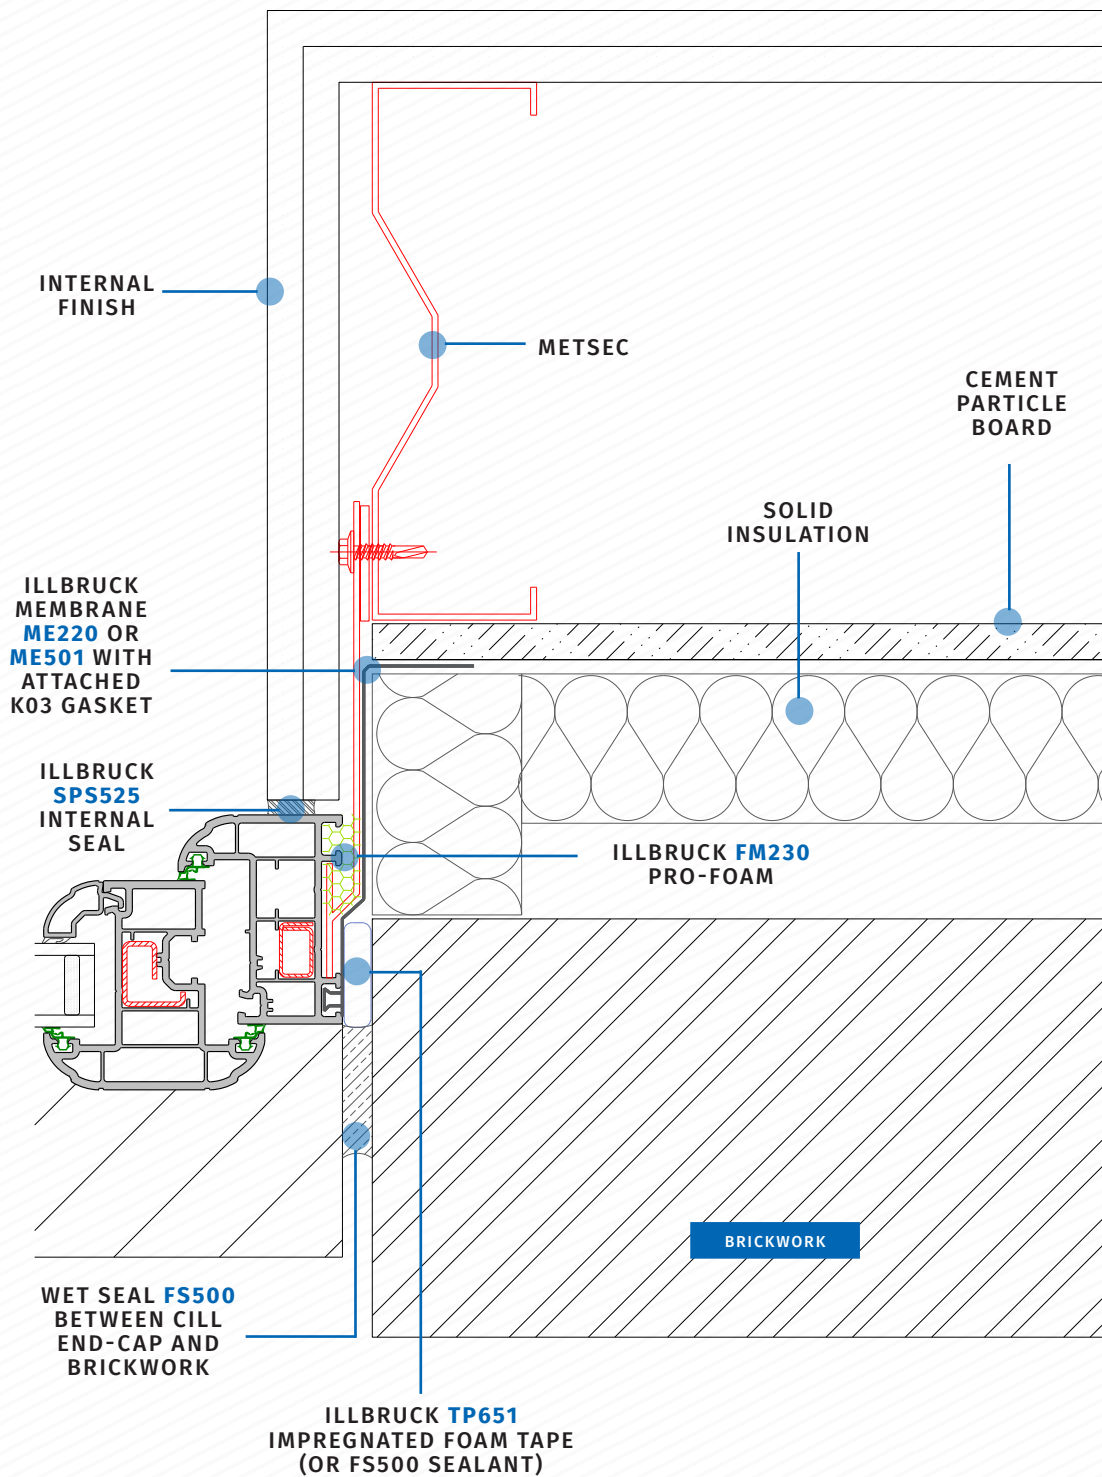 INTERNAL
FINISH
METSEC
CEMENT
PARTICLE
BOARD
SOLID
INSULATION
ILLBRUCK
MEMBRANE
ME220 OR
ME501 WITH
ATTACHED
K03 GASKET
ILLBRUCK
SPS525
INTERNAL
SEAL
ILLBRUCK FM230
PRO-FOAM
BRICKWORK
WET SEAL FS500
BETWEEN CILL
END-CAP AND
BRICKWORK
ILLBRUCK TP651
IMPREGNATED FOAM TAPE
(OR FS500 SEALANT)